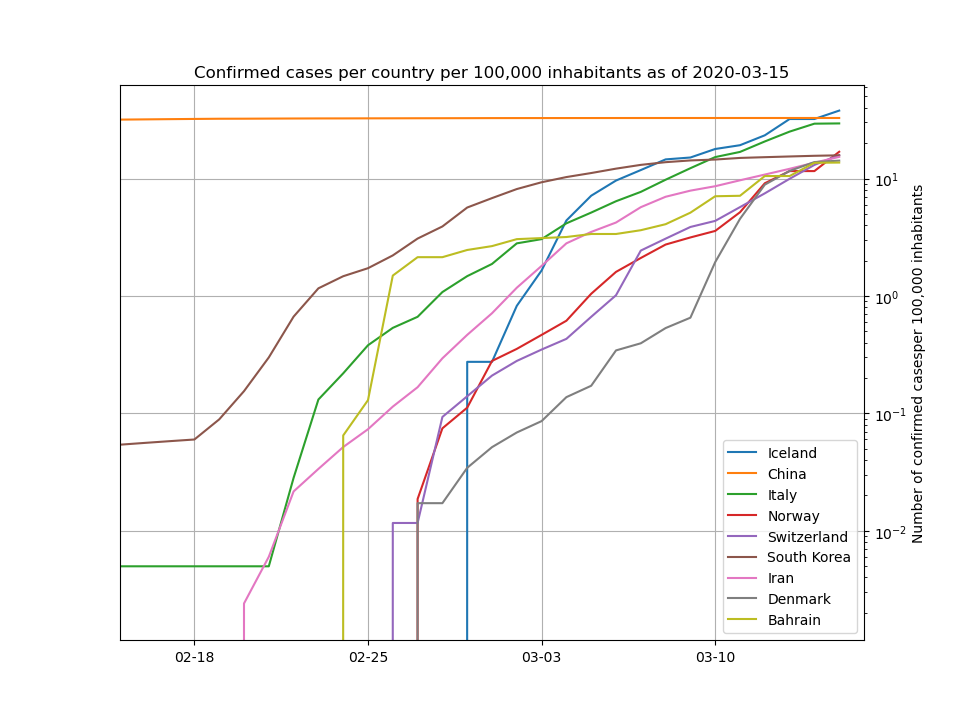 Confirmed cases per country per 100,000 inhabitants as of 2020-03-15
10¹
10⁰
10⁻¹
10⁻²
Number of confirmed casesper 100,000 inhabitants
Iceland
China
Italy
Norway
Switzerland
South Korea
Iran
Denmark
Bahrain
02-18 02-25 03-03 03-10